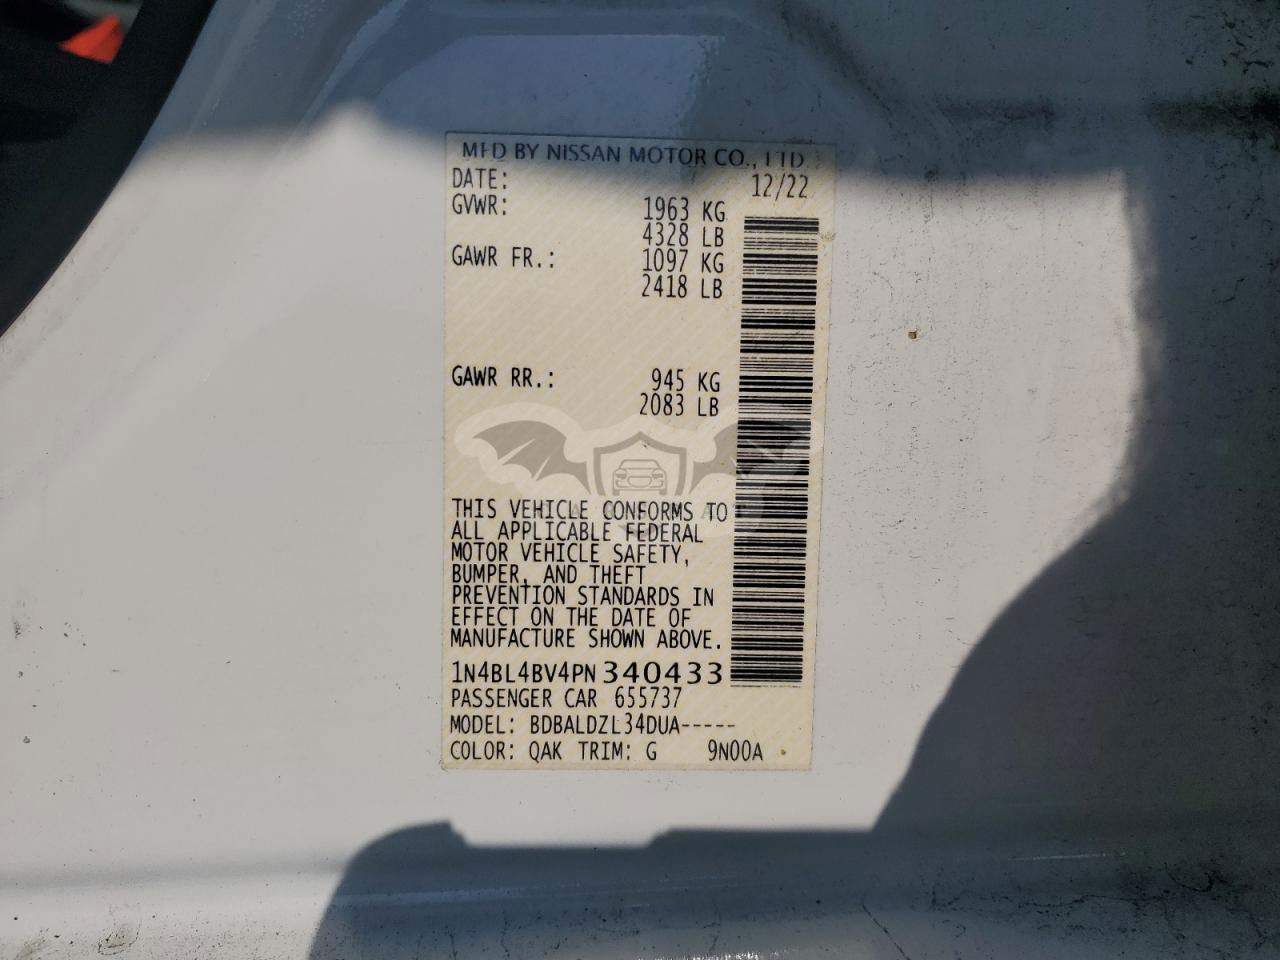 MFD BY NISSAN MOTOR CO., LTD.
DATE: 12/22
GVWR: 1963 KG
4328 LB
GAWR FR.: 1097 KG
2418 LB
GAWR RR.: 945 KG
2083 LB
THIS VEHICLE CONFORMS TO
ALL APPLICABLE FEDERAL
MOTOR VEHICLE SAFETY,
BUMPER, AND THEFT
PREVENTION STANDARDS IN
EFFECT ON THE DATE OF
MANUFACTURE SHOWN ABOVE.
1N4BL4BV4PN340433
PASSENGER CAR 655737
MODEL: BDBALDZL34DUA-----
COLOR: QAK TRIM: G 9N00A